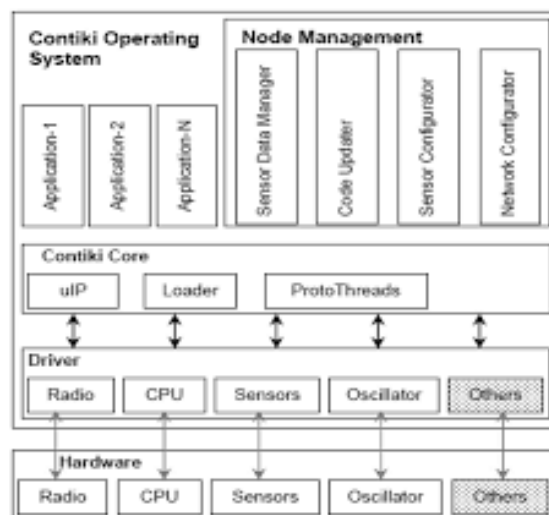 Contiki Operating
System
Node Management
Application-1
Application-2
Application-N
Sensor Data Manager
Code Updater
Sensor Configurator
Network Configurator
Contiki Core
uIP
Loader
ProtoThreads
Driver
Radio
CPU
Sensors
Oscillator
Others
Hardware
Radio
CPU
Sensors
Oscillator
Others